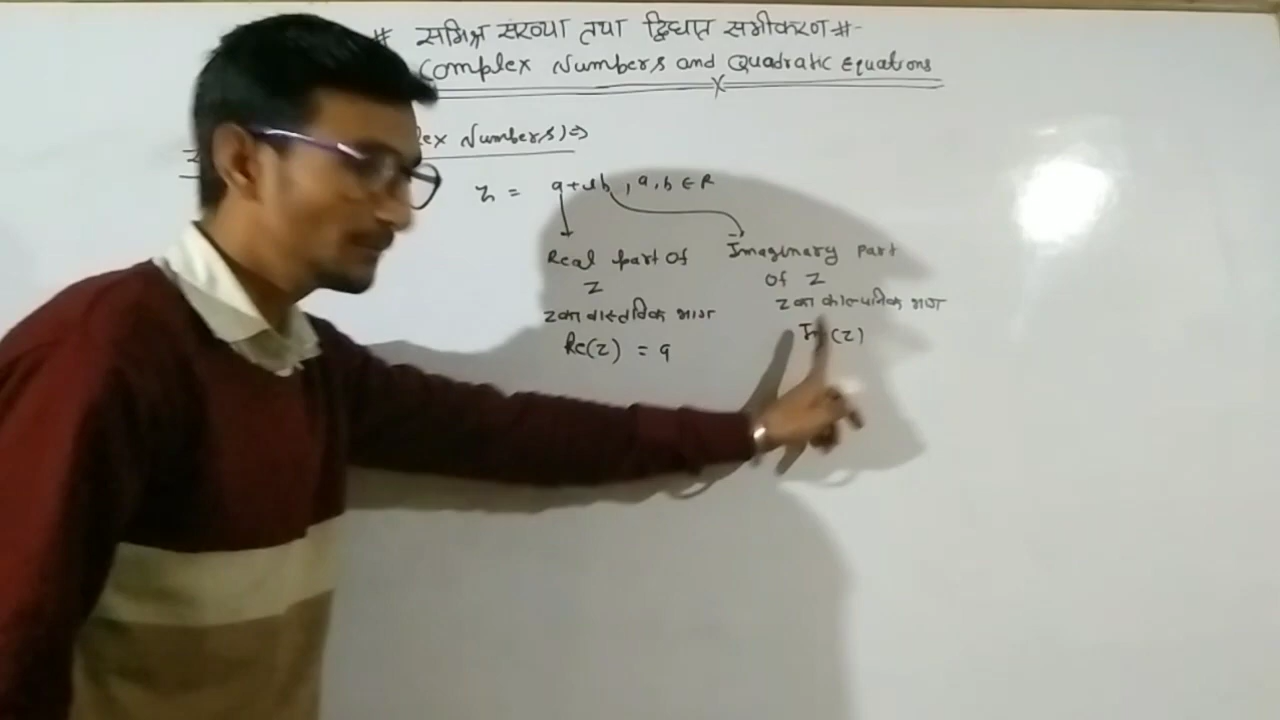 # समिश्र संख्या तथा द्विघात समीकरण #-
Complex Numbers and Quadratic Equations
lex Numbers) ⇒
z = a+ib, a,b ∈ R
Real part of Imaginary part
z of z
z का वास्तविक भाग z का काल्पनिक भाग
Re(z) = a Im(z)